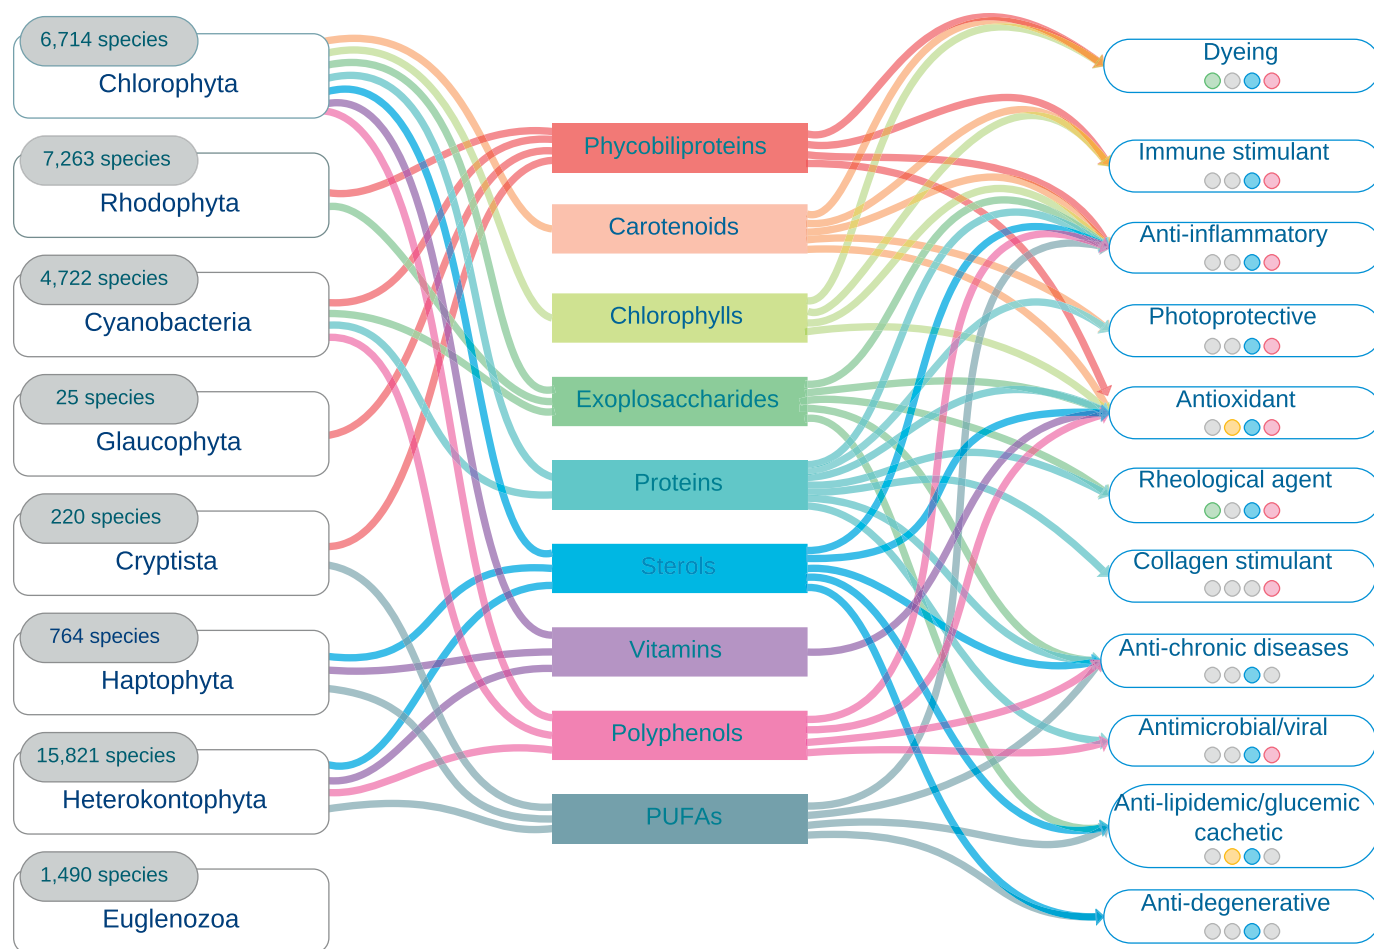 6,714 species
Chlorophyta
7,263 species
Rhodophyta
4,722 species
Cyanobacteria
25 species
Glaucophyta
220 species
Cryptista
764 species
Haptophyta
15,821 species
Heterokontophyta
1,490 species
Euglenozoa
Phycobiliproteins
Carotenoids
Chlorophylls
Exoplosaccharides
Proteins
Sterols
Vitamins
Polyphenols
PUFAs
Dyeing
Immune stimulant
Anti-inflammatory
Photoprotective
Antioxidant
Rheological agent
Collagen stimulant
Anti-chronic diseases
Antimicrobial/viral
Anti-lipidemic/glucemic
cachetic
Anti-degenerative